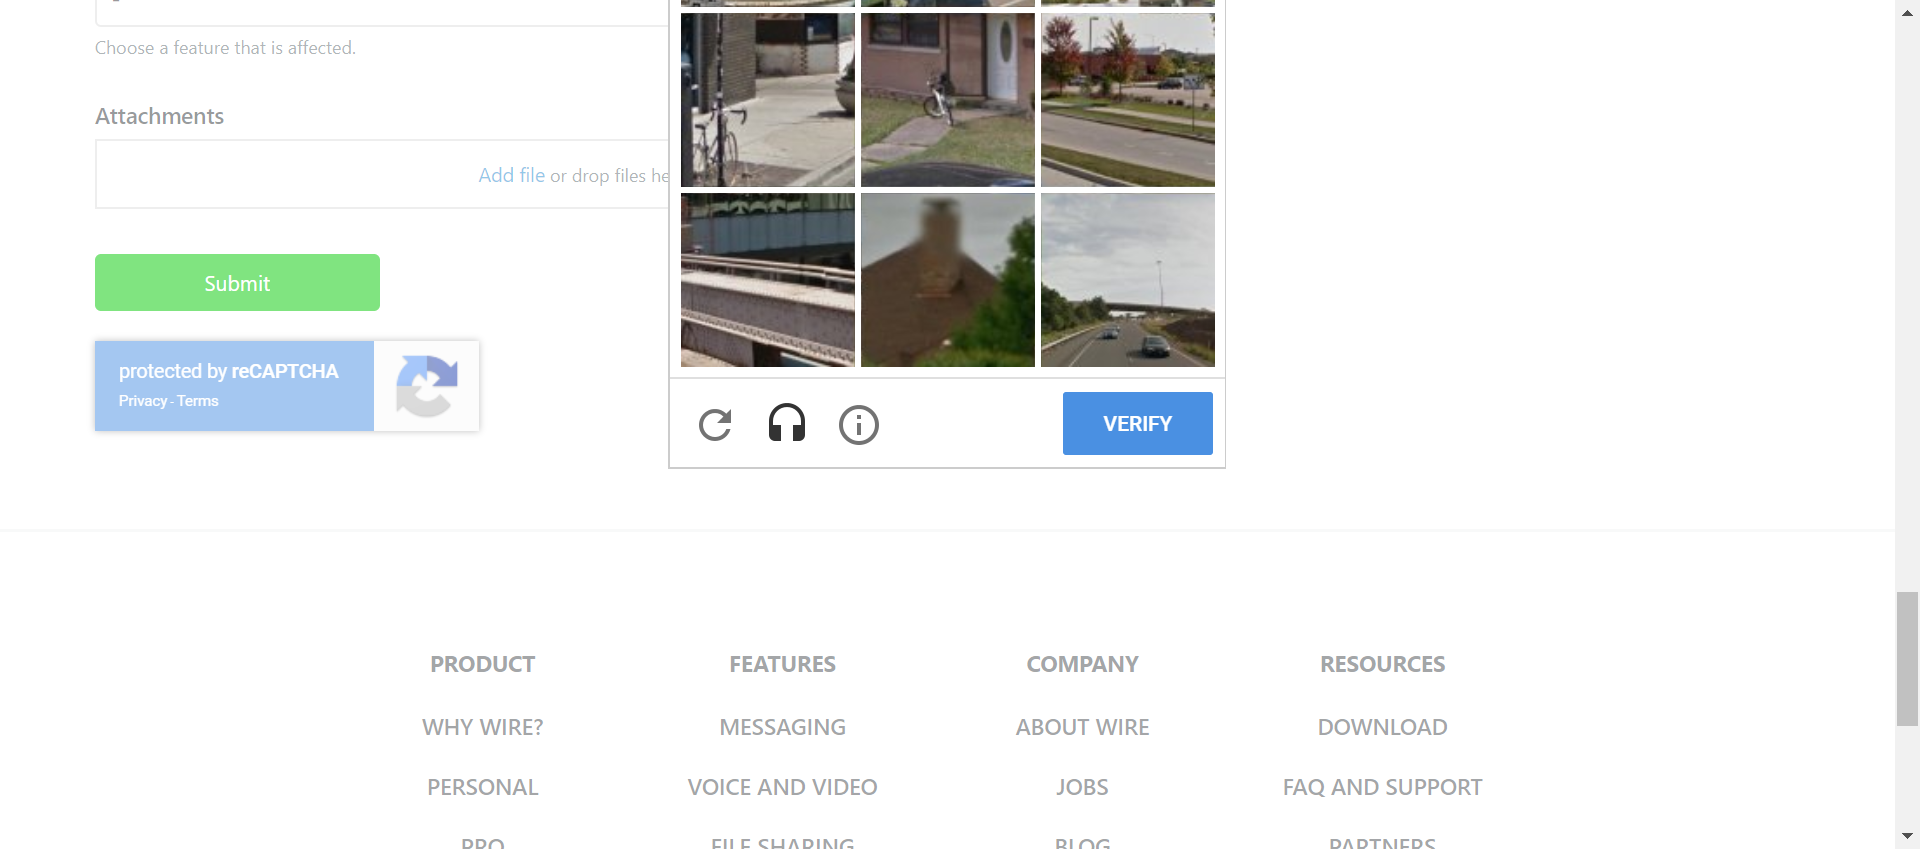 Choose a feature that is affected.
Attachments
Add file or drop files he
Submit
protected by reCAPTCHA
Privacy - Terms
VERIFY
PRODUCT FEATURES COMPANY RESOURCES
WHY WIRE? MESSAGING ABOUT WIRE DOWNLOAD
PERSONAL VOICE AND VIDEO JOBS FAQ AND SUPPORT
PRO FILE SHARING BLOG PARTNERS